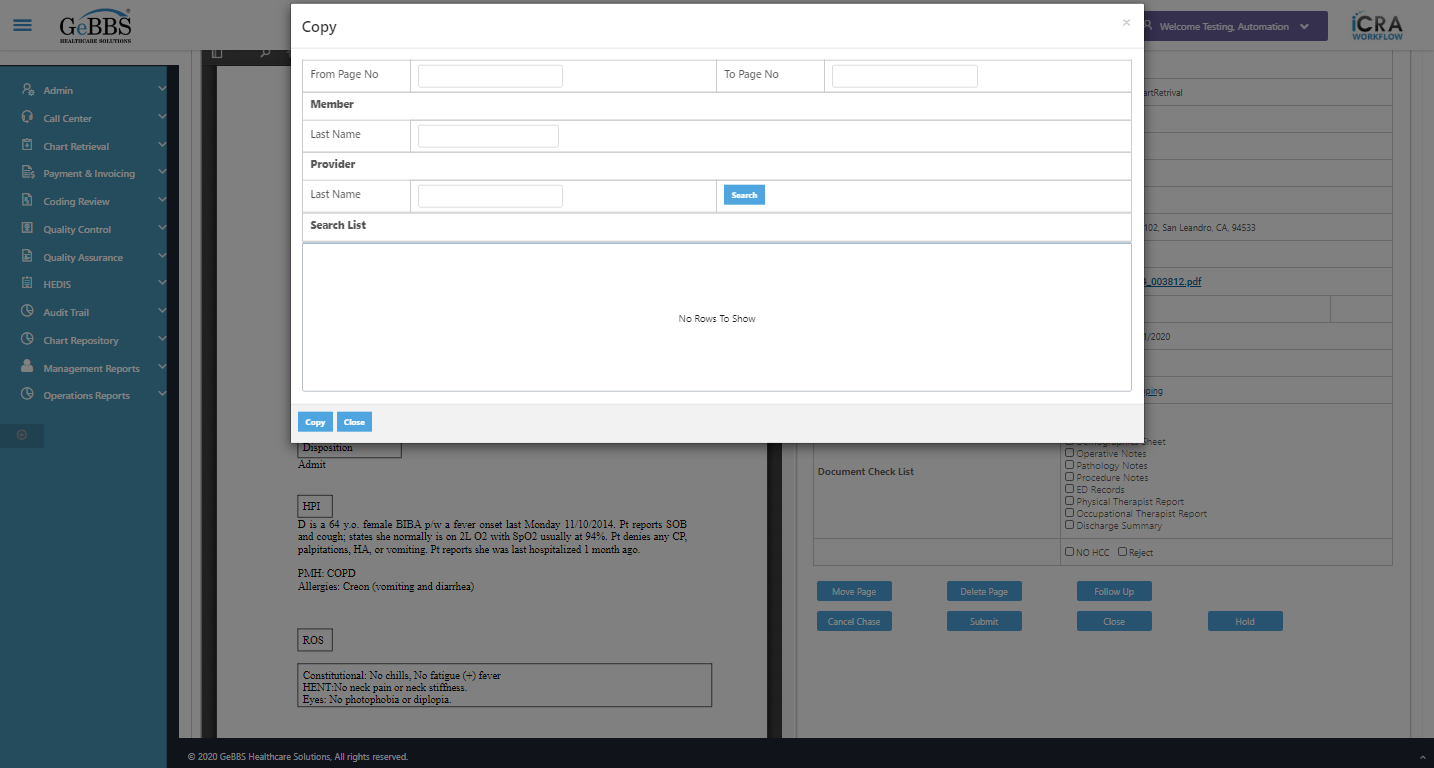 GeBBS
HEALTHCARE SOLUTIONS
Copy
×
Welcome Testing, Automation
iCRA
WORKFLOW
From Page No
To Page No
Member
Last Name
Provider
Last Name
Search
Search List
No Rows To Show
Copy
Close
Admin
Call Center
Chart Retrieval
Payment & Invoicing
Coding Review
Quality Control
Quality Assurance
HEDIS
Audit Trail
Chart Repository
Management Reports
Operations Reports
Disposition
Admit
HPI
D is a 64 y.o. female BIBA p/w a fever onset last Monday 11/10/2014. Pt reports SOB
and cough; states she normally is on 2L O2 with SpO2 usually at 94%. Pt denies any CP,
palpitations, HA, or vomiting. Pt reports she was last hospitalized 1 month ago.
PMH: COPD
Allergies: Creon (vomiting and diarrhea)
ROS
Constitutional: No chills, No fatigue (+) fever
HENT:No neck pain or neck stiffness.
Eyes: No photophobia or diplopia.
artRetrival
102, San Leandro, CA, 94533
_003812.pdf
1/2020
ping
Document Check List
Demographics Sheet
Operative Notes
Pathology Notes
Procedure Notes
ED Records
Physical Therapist Report
Occupational Therapist Report
Discharge Summary
NO HCC Reject
Move Page Delete Page Follow Up
Cancel Chase Submit Close Hold
© 2020 GeBBS Healthcare Solutions, All rights reserved.